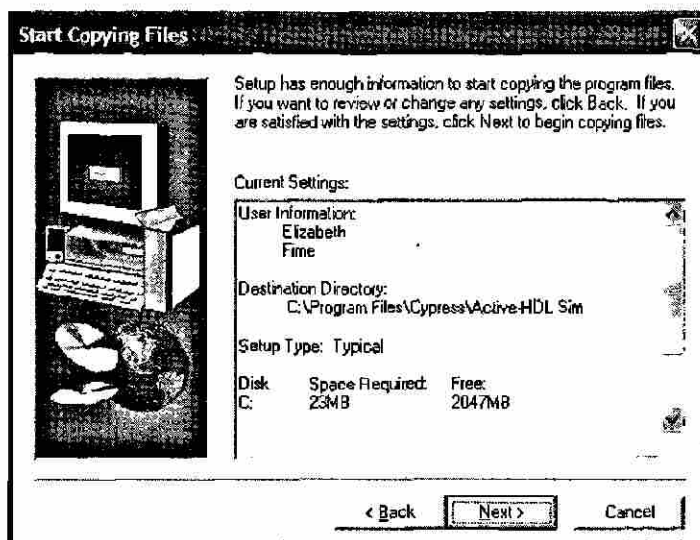 Start Copying Files
Setup has enough information to start copying the program files.
If you want to review or change any settings, click Back. If you
are satisfied with the settings, click Next to begin copying files.
Current Settings:
User Information:
Elizabeth
Fime
Destination Directory:
C:\Program Files\Cypress\Active-HDL Sim
Setup Type: Typical
Disk Space Required: Free:
C: 23MB 2047MB
< Back Next > Cancel